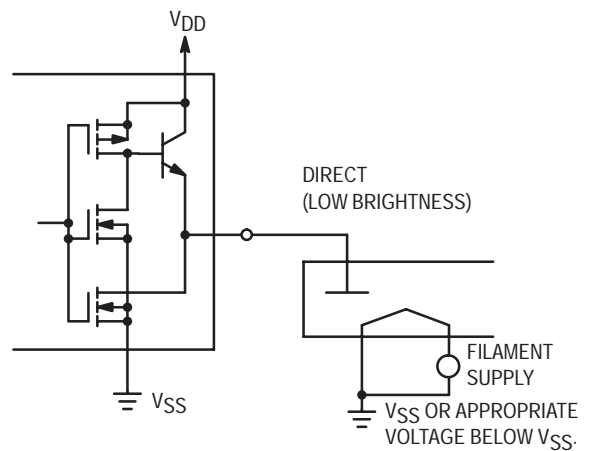 VDD
DIRECT
(LOW BRIGHTNESS)
FILAMENT
SUPPLY
VSS
VSS OR APPROPRIATE
VOLTAGE BELOW VSS.